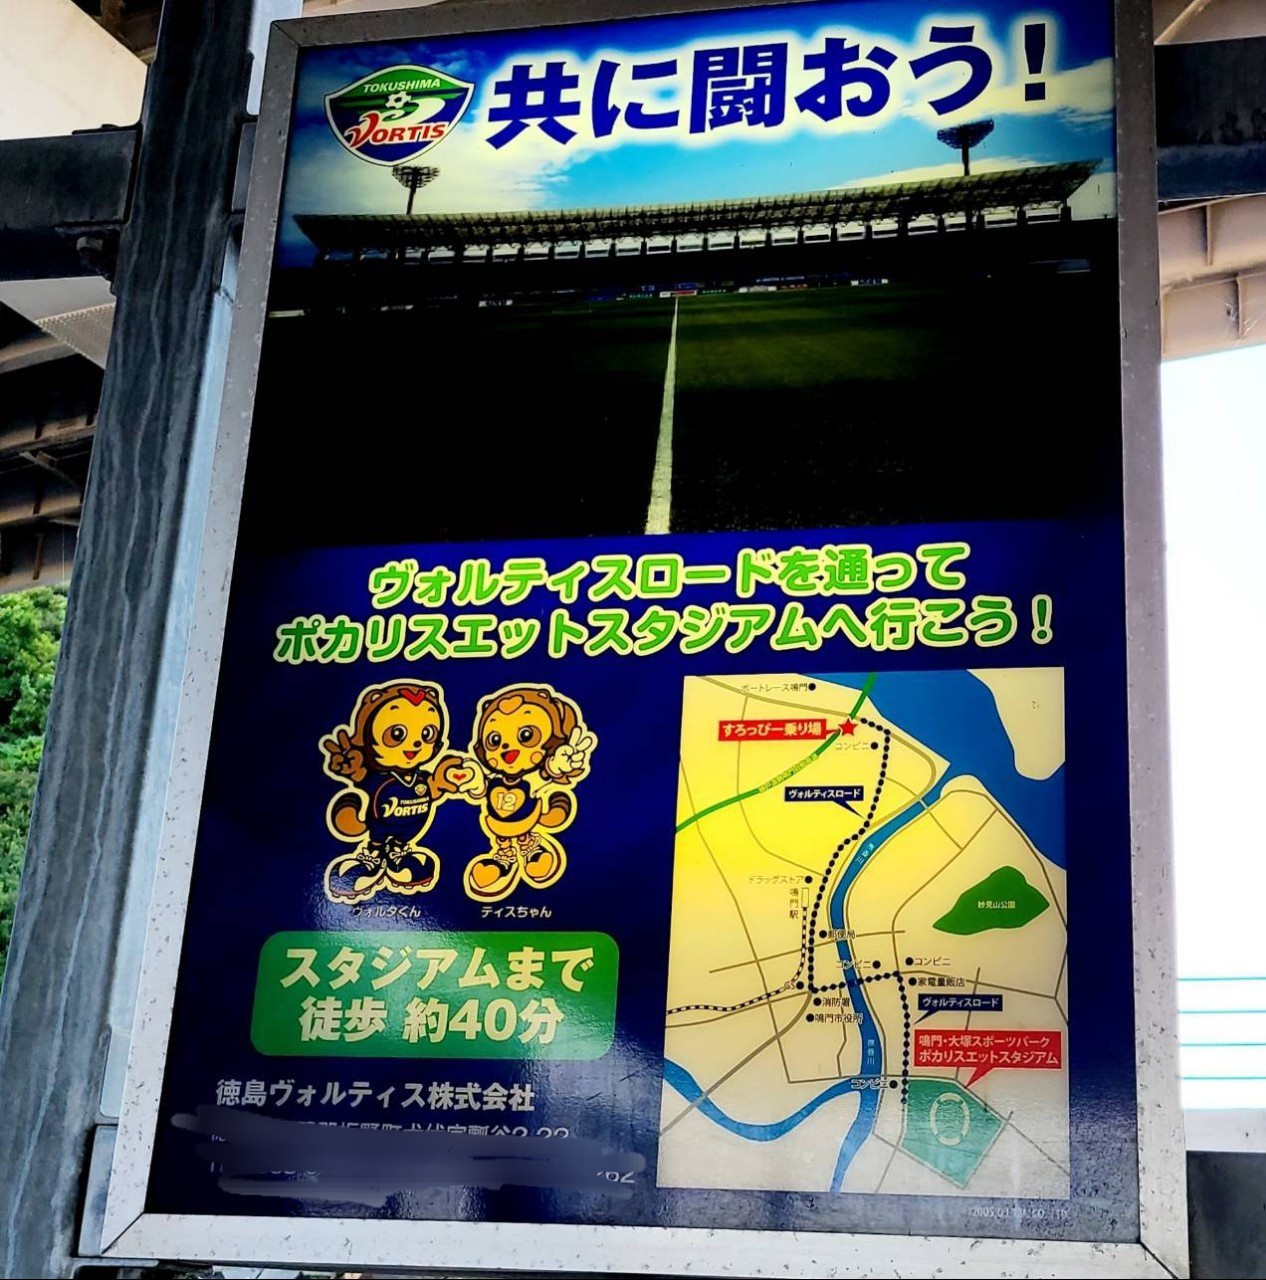 TOKUSHIMA
VORTIS
共に闘おう!
ヴォルティスロードを通って
ポカリスエットスタジアムへ行こう!
TOKUSHIMA
VORTIS
12
ヴォルタくん
ティスちゃん
スタジアムまで
徒歩 約40分
徳島ヴォルティス株式会社
ボートレース鳴門
すろっぴー乗り場
コンビニ
ヴォルティスロード
ドラッグストア
鳴門駅
妙見山公園
郵便局
コンビニ
コンビニ
家電量販店
GS
消防署
ヴォルティスロード
鳴門市役所
鳴門・大塚スポーツパーク
ポカリスエットスタジアム
コンビニ